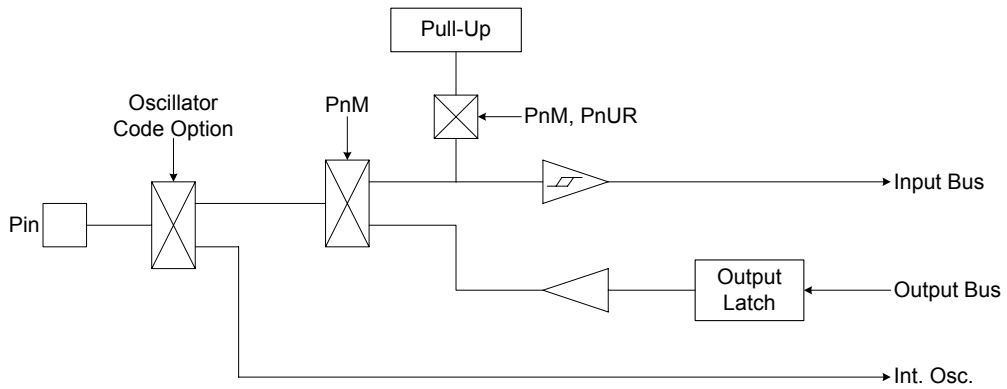 Pull-Up
Oscillator
Code Option
PnM
PnM, PnUR
Pin
Input Bus
Output
Latch
Output Bus
Int. Osc.